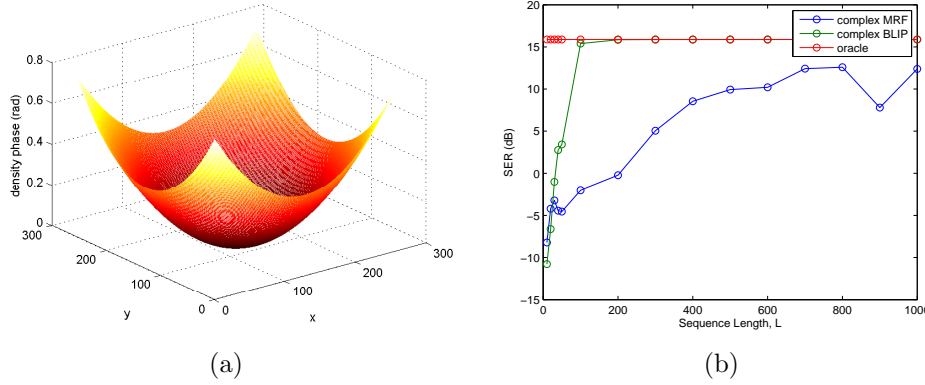 0.8
0.6
0.4
0.2
0
density phase (rad)
300
200
100
0
y
0
100
200
300
x
(a)
20
15
10
5
0
−5
−10
−15
SER (dB)
0
200
400
600
800
1000
Sequence Length, L
complex MRF
complex BLIP
oracle
(b)